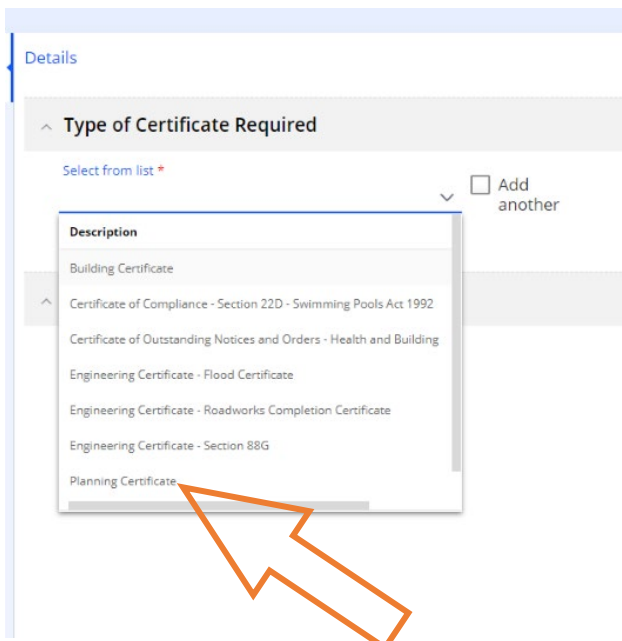 Details
Type of Certificate Required
Select from list *
Add
another
Description
Building Certificate
Certificate of Compliance - Section 22D - Swimming Pools Act 1992
Certificate of Outstanding Notices and Orders - Health and Building
Engineering Certificate - Flood Certificate
Engineering Certificate - Roadworks Completion Certificate
Engineering Certificate - Section 88G
Planning Certificate